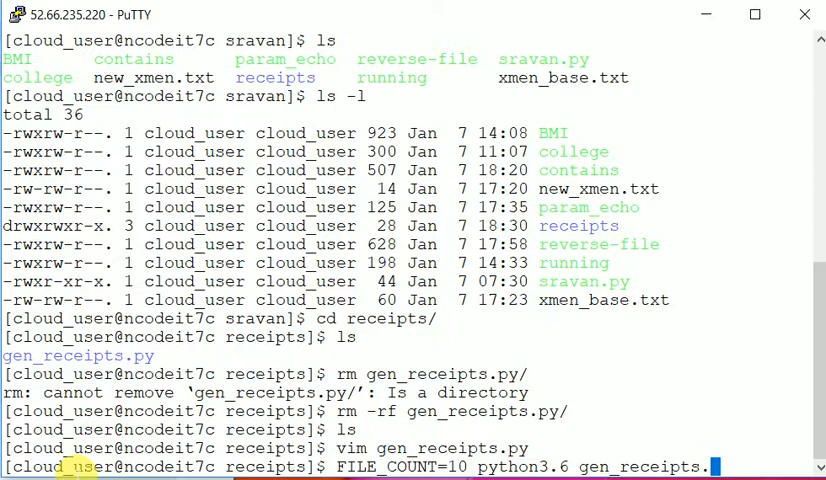 52.66.235.220 - PuTTY
[cloud_user@ncodeit7c sravan]$ ls
BMI contains param_echo reverse-file sravan.py
college new_xmen.txt receipts running xmen_base.txt
[cloud_user@ncodeit7c sravan]$ ls -l
total 36
-rwxrw-r--. 1 cloud_user cloud_user 923 Jan 7 14:08 BMI
-rwxrw-r--. 1 cloud_user cloud_user 300 Jan 7 11:07 college
-rwxrw-r--. 1 cloud_user cloud_user 507 Jan 7 18:20 contains
-rw-rw-r--. 1 cloud_user cloud_user 14 Jan 7 17:20 new_xmen.txt
-rwxrw-r--. 1 cloud_user cloud_user 125 Jan 7 17:35 param_echo
drwxrwxr-x. 3 cloud_user cloud_user 28 Jan 7 18:30 receipts
-rwxrw-r--. 1 cloud_user cloud_user 628 Jan 7 17:58 reverse-file
-rwxrw-r--. 1 cloud_user cloud_user 198 Jan 7 14:33 running
-rwxr-xr-x. 1 cloud_user cloud_user 44 Jan 7 07:30 sravan.py
-rw-rw-r--. 1 cloud_user cloud_user 60 Jan 7 17:23 xmen_base.txt
[cloud_user@ncodeit7c sravan]$ cd receipts/
[cloud_user@ncodeit7c receipts]$ ls
gen_receipts.py
[cloud_user@ncodeit7c receipts]$ rm gen_receipts.py/
rm: cannot remove ‘gen_receipts.py/’: Is a directory
[cloud_user@ncodeit7c receipts]$ rm -rf gen_receipts.py/
[cloud_user@ncodeit7c receipts]$ ls
[cloud_user@ncodeit7c receipts]$ vim gen_receipts.py
[cloud_user@ncodeit7c receipts]$ FILE_COUNT=10 python3.6 gen_receipts.